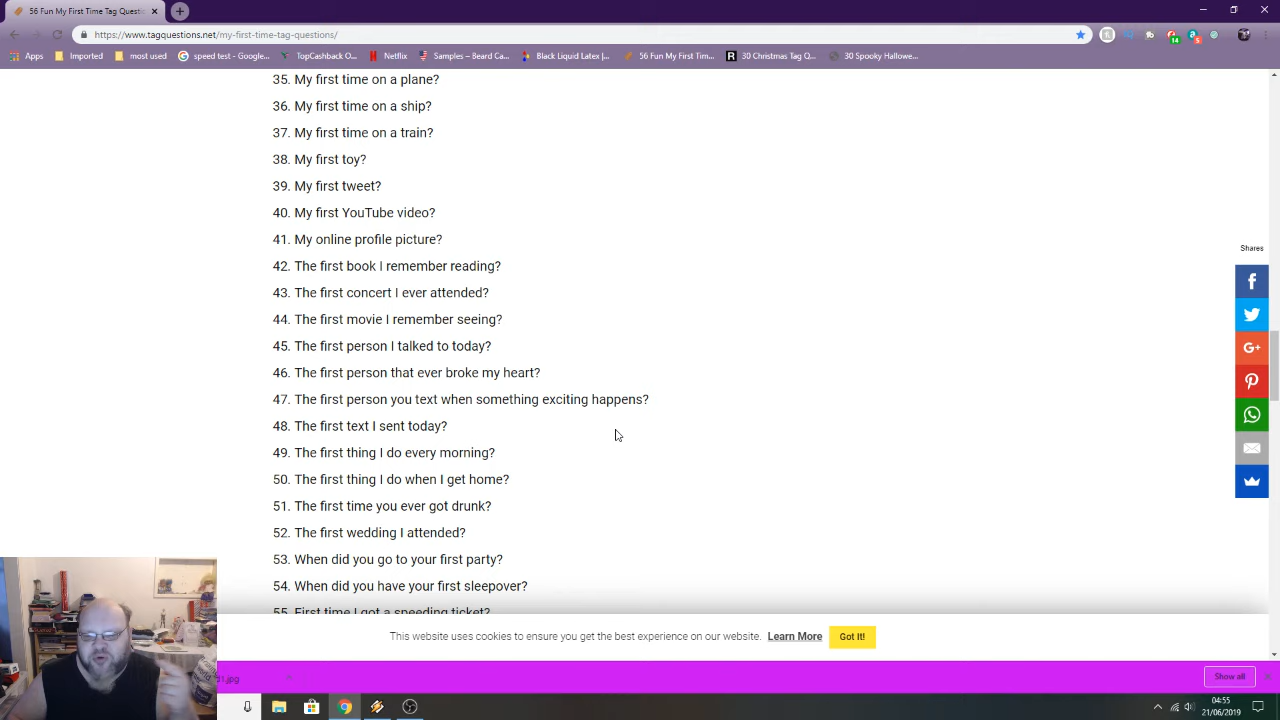 56 Fun My First Time Tag Questi
https://www.tagquestions.net/my-first-time-tag-questions/
Apps Imported most used speed test - Google... TopCashback O... Netflix Samples – Beard Ca... Black Liquid Latex |... 56 Fun My First Tim... 30 Christmas Tag Q... 30 Spooky Hallowe...
14 5
35. My first time on a plane?
36. My first time on a ship?
37. My first time on a train?
38. My first toy?
39. My first tweet?
40. My first YouTube video?
41. My online profile picture?
42. The first book I remember reading?
43. The first concert I ever attended?
44. The first movie I remember seeing?
45. The first person I talked to today?
46. The first person that ever broke my heart?
47. The first person you text when something exciting happens?
48. The first text I sent today?
49. The first thing I do every morning?
50. The first thing I do when I get home?
51. The first time you ever got drunk?
52. The first wedding I attended?
53. When did you go to your first party?
54. When did you have your first sleepover?
55. First time I got a speeding ticket?
Shares
This website uses cookies to ensure you get the best experience on our website. Learn More Got It!
1.jpg
Show all
04:55
21/06/2019